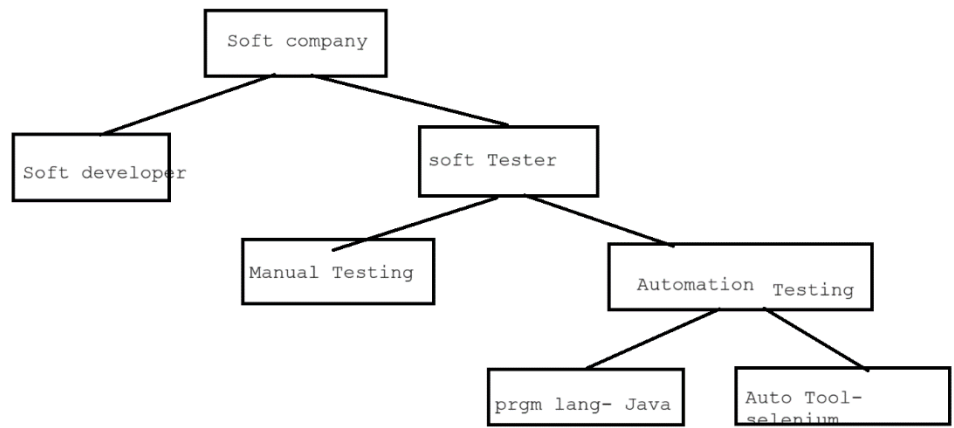 Soft company
soft Tester
Soft developer
Manual Testing
Automation Testing
prgm lang- Java
Auto Tool-
selenium